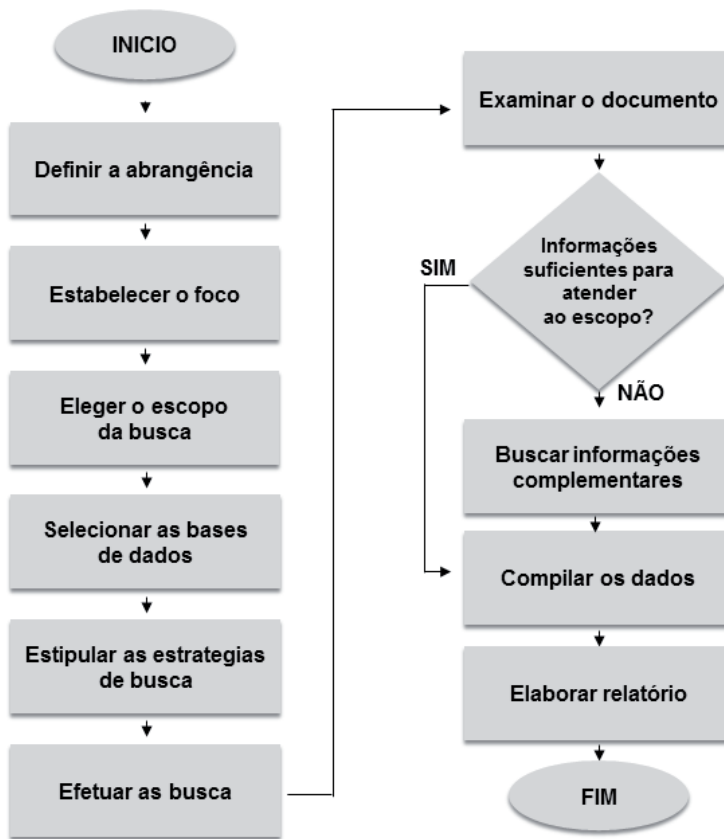 INICIO
Definir a abrangência
Estabelecer o foco
Eleger o escopo
da busca
Selecionar as bases
de dados
Estipular as estrategias
de busca
Efetuar as busca
Examinar o documento
Informações
suficientes para
atender
ao escopo?
SIM
NÃO
Buscar informações
complementares
Compilar os dados
Elaborar relatório
FIM